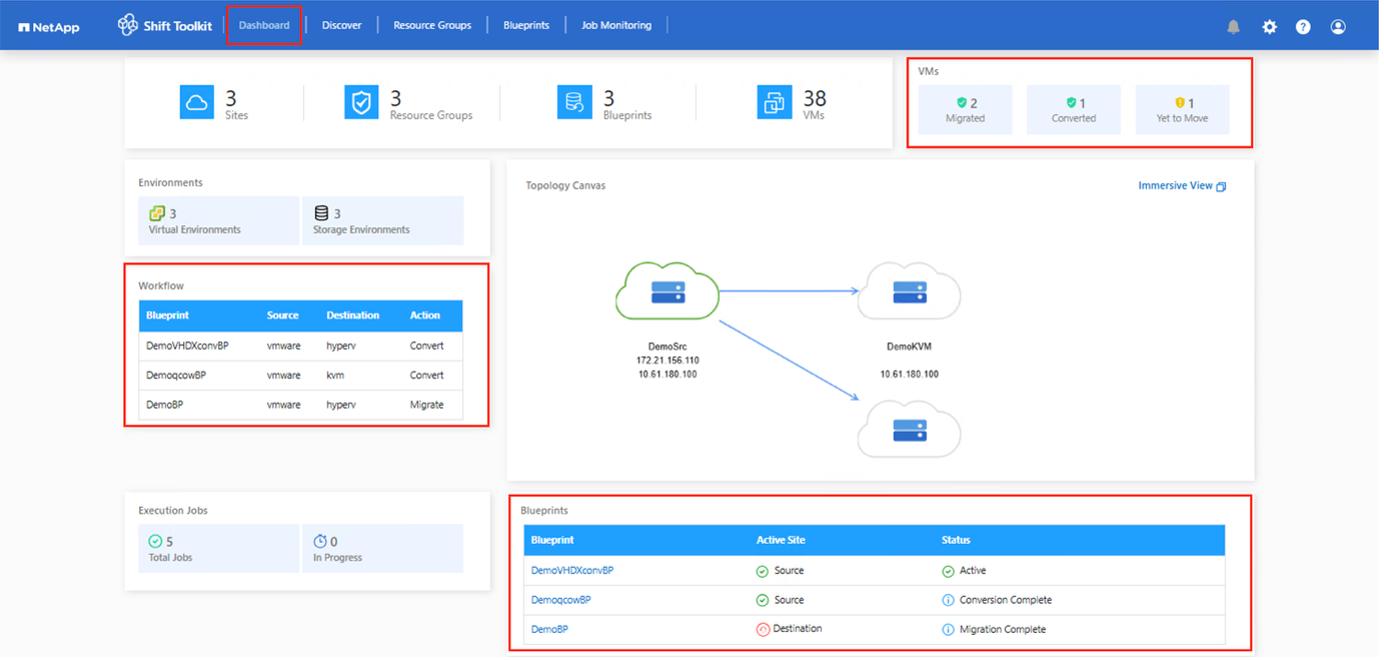 NetApp Shift Toolkit Dashboard Discover Resource Groups Blueprints Job Monitoring
3 Sites
3 Resource Groups
3 Blueprints
38 VMs
VMs
2 Migrated
1 Converted
1 Yet to Move
Environments
3 Virtual Environments
3 Storage Environments
Workflow
Blueprint Source Destination Action
DemoVHDXconvBP vmware hyperv Convert
DemoqcowBP vmware kvm Convert
DemoBP vmware hyperv Migrate
Topology Canvas
Immersive View
DemoSrc
172.21.156.110
10.61.180.100
DemoKVM
10.61.180.100
Execution Jobs
5 Total Jobs
0 In Progress
Blueprints
Blueprint Active Site Status
DemoVHDXconvBP Source Active
DemoqcowBP Source Conversion Complete
DemoBP Destination Migration Complete